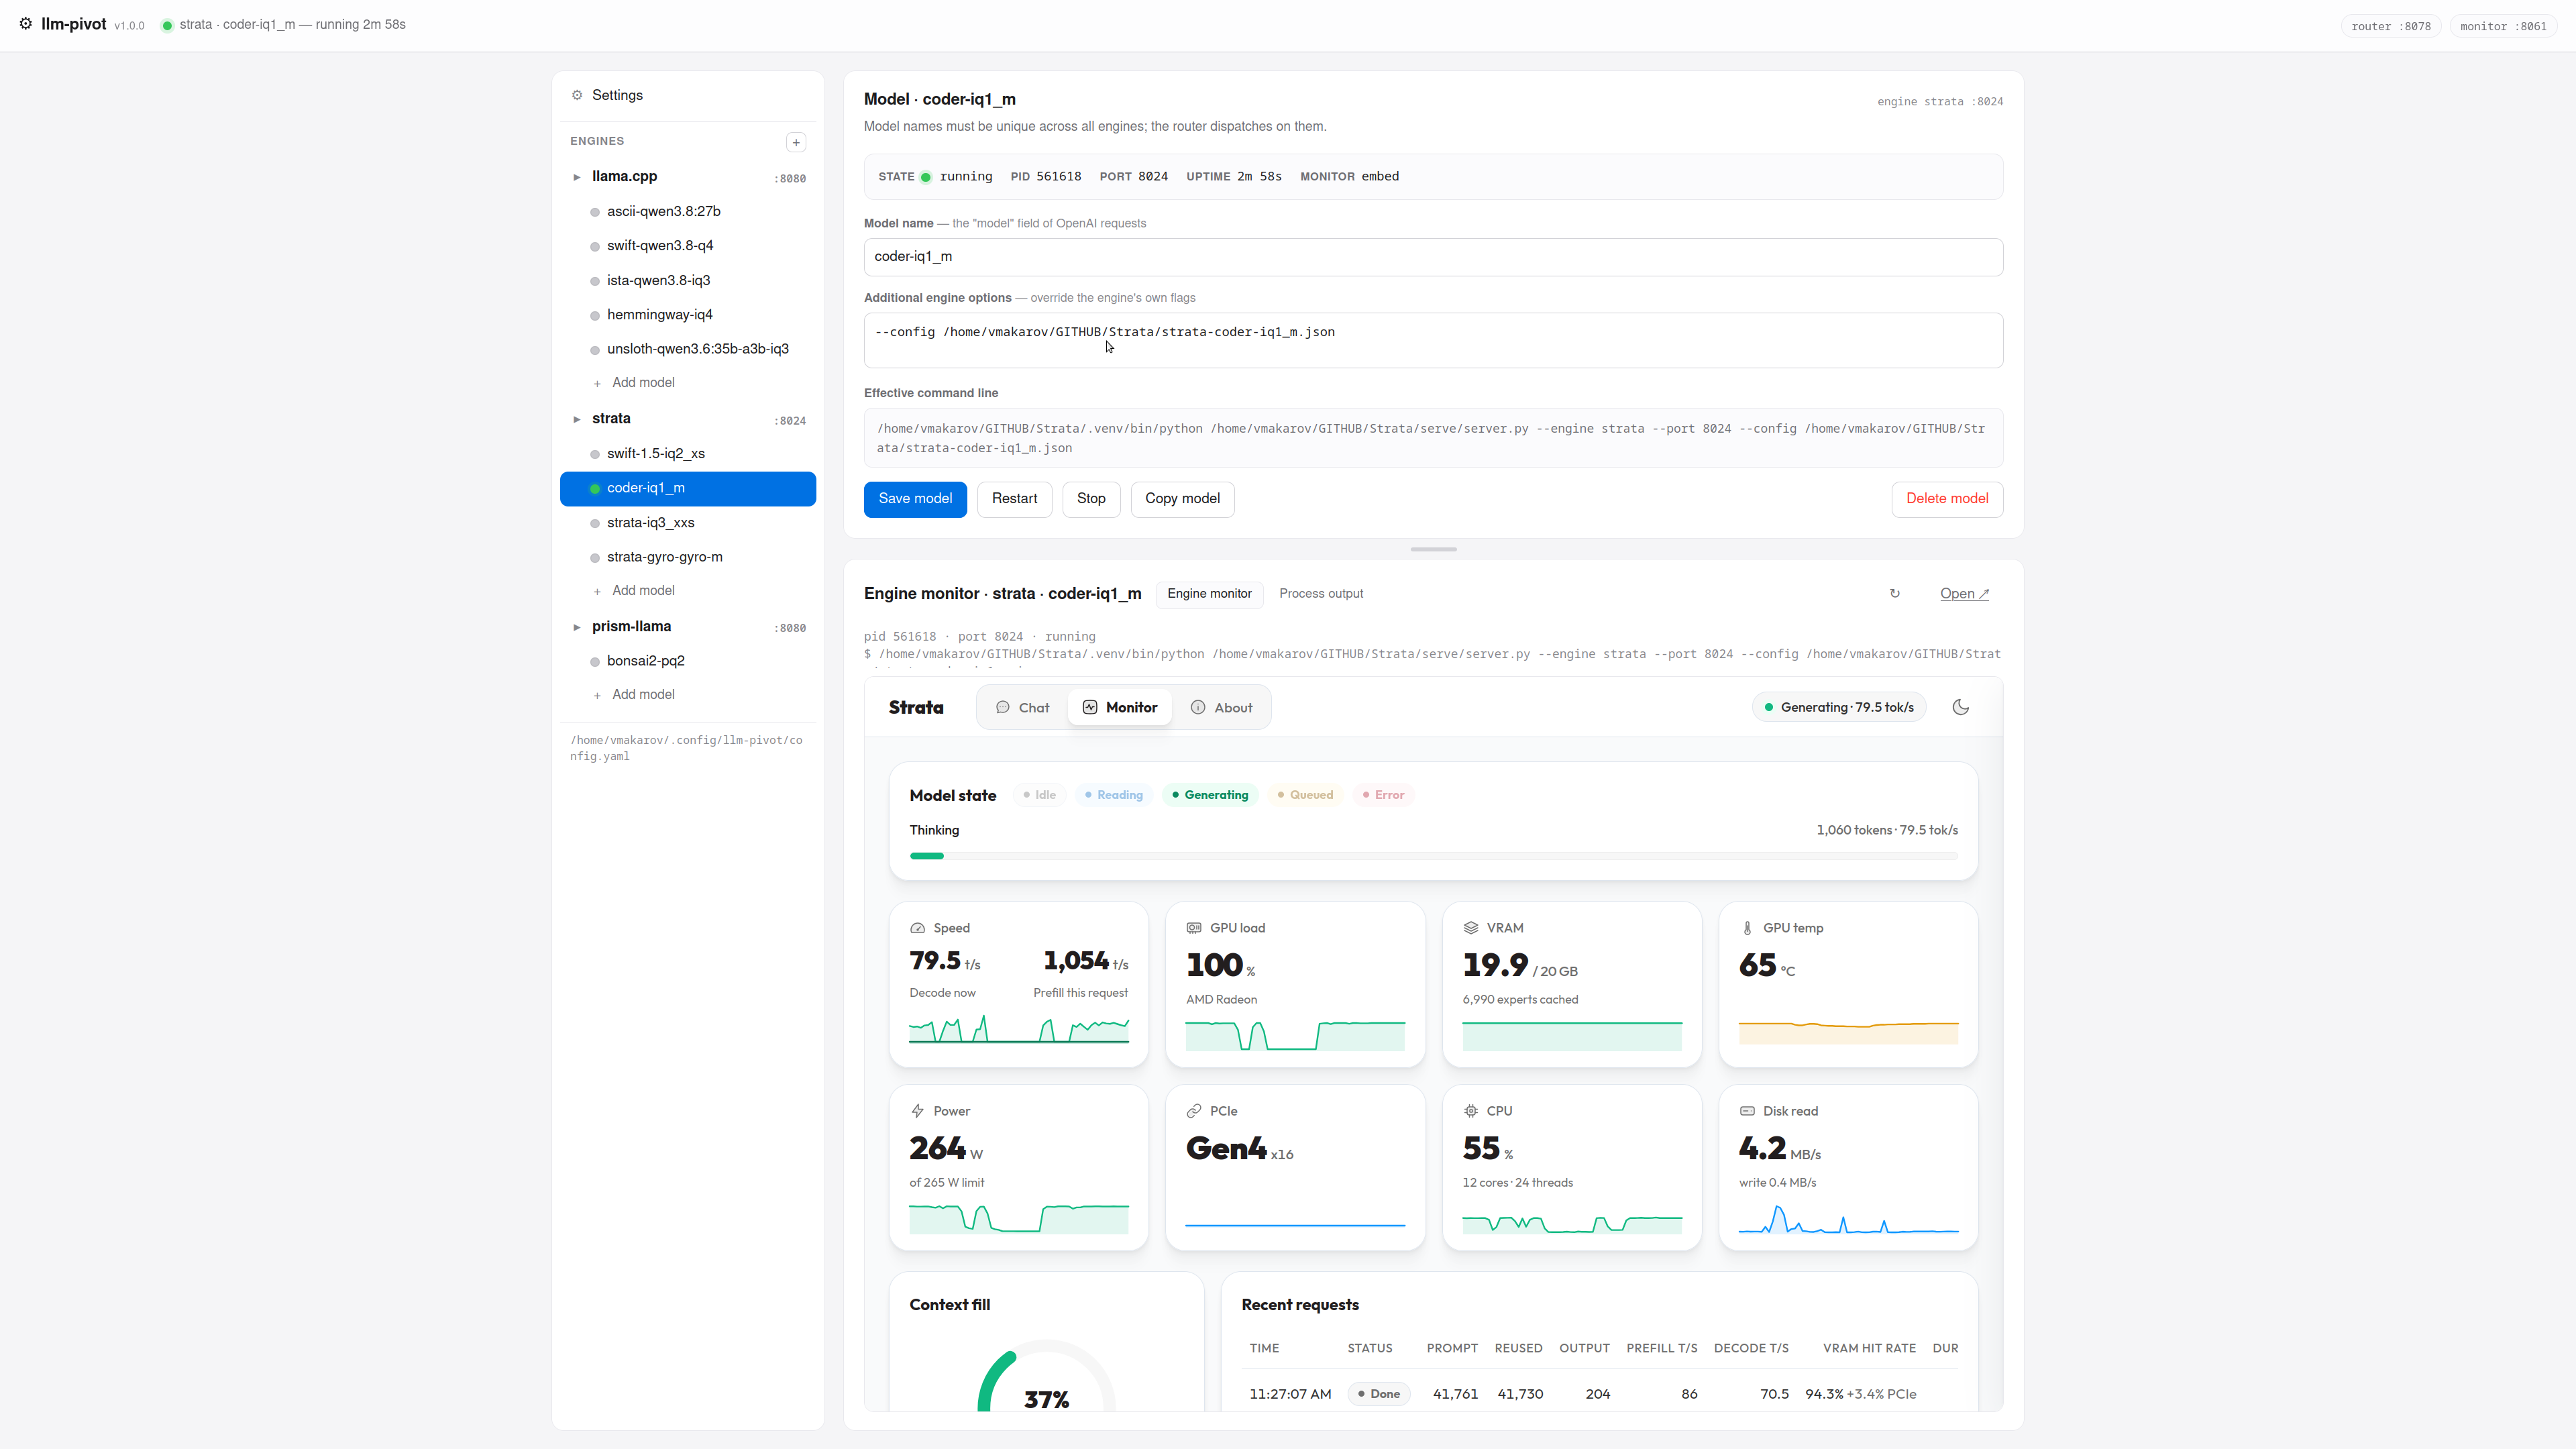 ⚙ llm-pivot v1.0.0 strata · coder-iq1_m — running 2m 58s
router :8078 monitor :8061
⚙ Settings
ENGINES +
▶ llama.cpp :8080
ascii-qwen3.8:27b
swift-qwen3.8-q4
ista-qwen3.8-iq3
hemmingway-iq4
unsloth-qwen3.6:35b-a3b-iq3
+ Add model
▶ strata :8024
swift-1.5-iq2_xs
coder-iq1_m
strata-iq3_xxs
strata-gyro-gyro-m
+ Add model
▶ prism-llama :8080
bonsai2-pq2
+ Add model
/home/vmakarov/.config/llm-pivot/co
nfig.yaml
Model · coder-iq1_m engine strata :8024
Model names must be unique across all engines; the router dispatches on them.
STATE running PID 561618 PORT 8024 UPTIME 2m 58s MONITOR embed
Model name — the "model" field of OpenAI requests
coder-iq1_m
Additional engine options — override the engine's own flags
--config /home/vmakarov/GITHUB/Strata/strata-coder-iq1_m.json
Effective command line
/home/vmakarov/GITHUB/Strata/.venv/bin/python /home/vmakarov/GITHUB/Strata/serve/server.py --engine strata --port 8024 --config /home/vmakarov/GITHUB/Str
ata/strata-coder-iq1_m.json
Save model Restart Stop Copy model Delete model
Engine monitor · strata · coder-iq1_m Engine monitor Process output ↻ Open ↗
pid 561618 · port 8024 · running
$ /home/vmakarov/GITHUB/Strata/.venv/bin/python /home/vmakarov/GITHUB/Strata/serve/server.py --engine strata --port 8024 --config /home/vmakarov/GITHUB/Strat
Strata Chat Monitor About Generating · 79.5 tok/s
Model state Idle Reading Generating Queued Error
Thinking 1,060 tokens · 79.5 tok/s
Speed
79.5 t/s 1,054 t/s
Decode now Prefill this request
GPU load
100 %
AMD Radeon
VRAM
19.9 / 20 GB
6,990 experts cached
GPU temp
65 °C
Power
264 W
of 265 W limit
PCIe
Gen4 x16
CPU
55 %
12 cores · 24 threads
Disk read
4.2 MB/s
write 0.4 MB/s
Context fill
37%
Recent requests
TIME STATUS PROMPT REUSED OUTPUT PREFILL T/S DECODE T/S VRAM HIT RATE DUR
11:27:07 AM Done 41,761 41,730 204 86 70.5 94.3% +3.4% PCIe